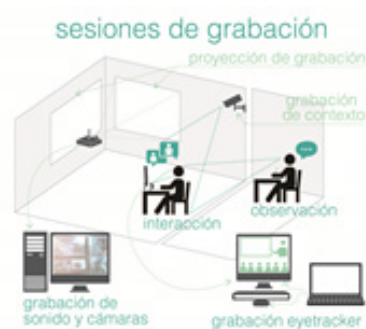 sesiones de grabación
proyección de grabación
grabación
de contexto
interacción
observación
grabación de
sonido y cámaras
grabación eyetracker